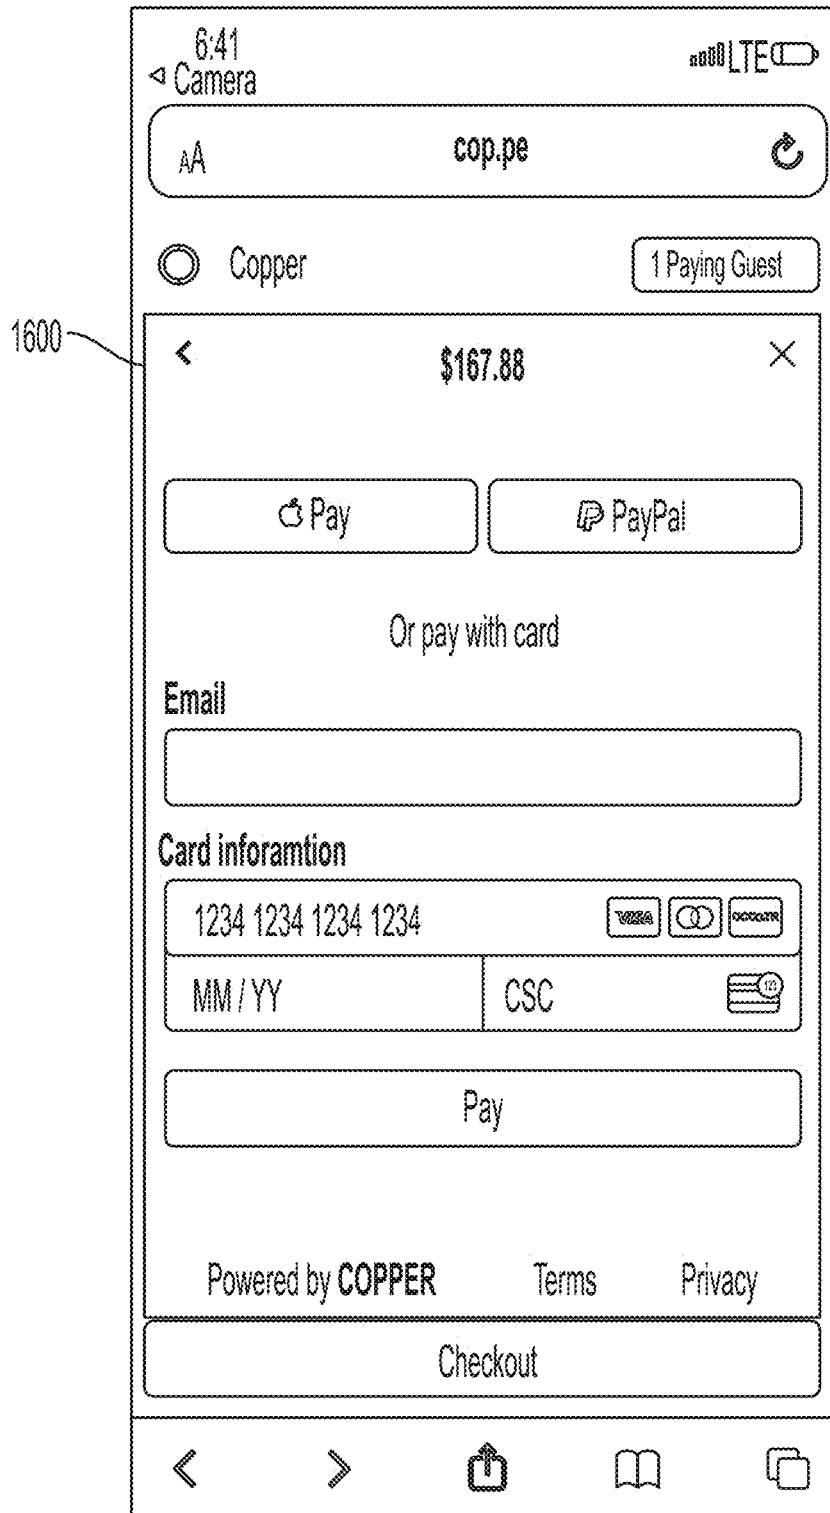 6:41
Camera
LTE
AA
cop.pe
Copper
1 Paying Guest
1600
$167.88
Pay
PayPal
Or pay with card
Email
Card inforamtion
1234 1234 1234 1234
VISA
MM / YY
CSC
123
Pay
Powered by COPPER
Terms
Privacy
Checkout